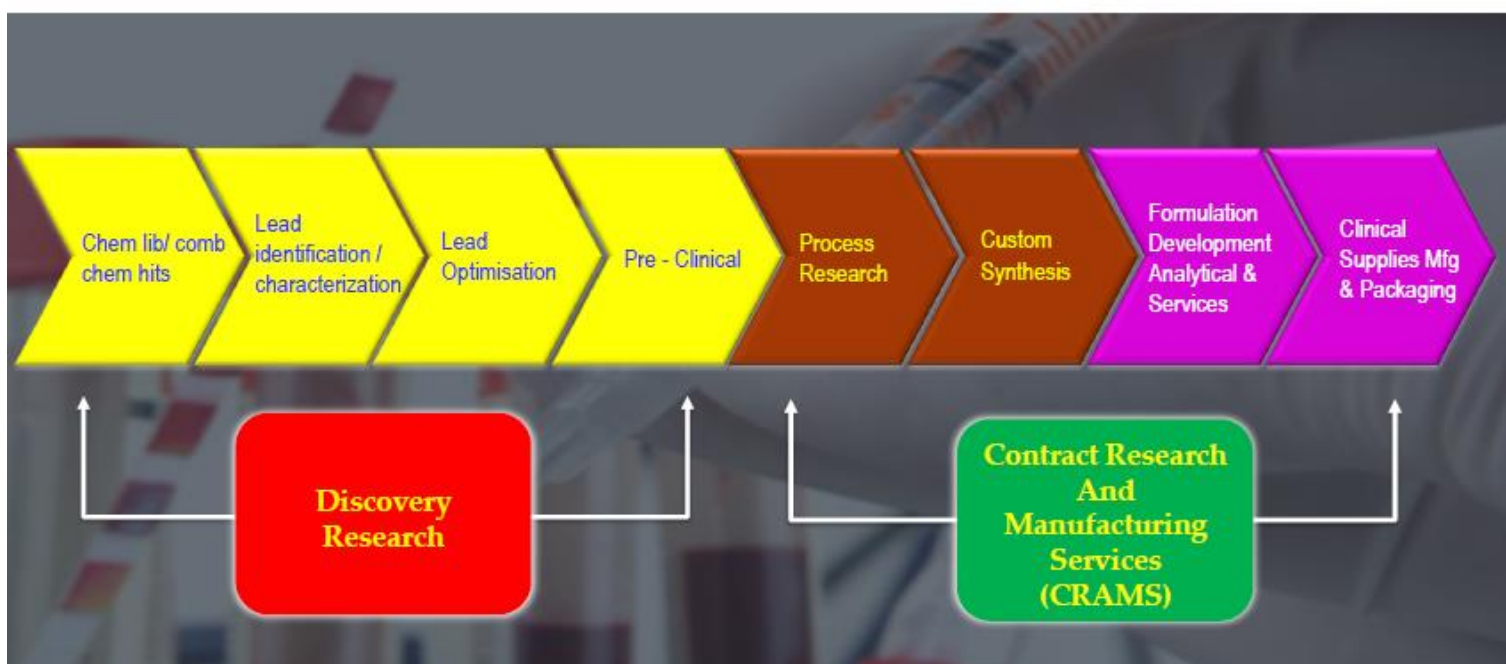 Chem lib/ comb
chem hits
Lead
identification /
characterization
Lead
Optimisation
Pre - Clinical
Process
Research
Custom
Synthesis
Formulation
Development
Analytical &
Services
Clinical
Supplies Mfg
& Packaging
Discovery
Research
Contract Research
And
Manufacturing
Services
(CRAMS)